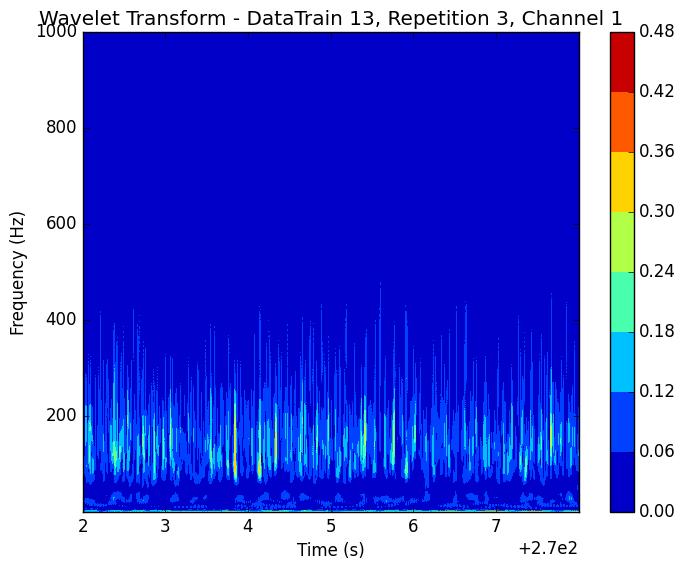 Wavelet Transform - DataTrain 13, Repetition 3, Channel 1
1000
800
600
400
200
Frequency (Hz)
2 3 4 5 6 7
Time (s)
+2.7e2
0.48
0.42
0.36
0.30
0.24
0.18
0.12
0.06
0.00